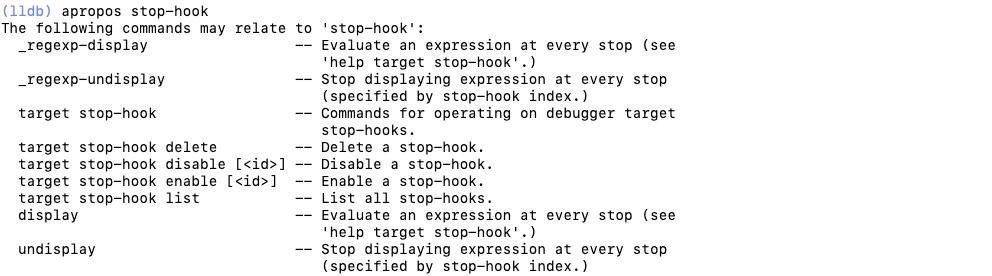 (lldb) apropos stop-hook
The following commands may relate to 'stop-hook':
  _regexp-display                 -- Evaluate an expression at every stop (see
                                     'help target stop-hook'.)
  _regexp-undisplay               -- Stop displaying expression at every stop
                                     (specified by stop-hook index.)
  target stop-hook                -- Commands for operating on debugger target
                                     stop-hooks.
  target stop-hook delete         -- Delete a stop-hook.
  target stop-hook disable [<id>] -- Disable a stop-hook.
  target stop-hook enable [<id>]  -- Enable a stop-hook.
  target stop-hook list           -- List all stop-hooks.
  display                         -- Evaluate an expression at every stop (see
                                     'help target stop-hook'.)
  undisplay                       -- Stop displaying expression at every stop
                                     (specified by stop-hook index.)